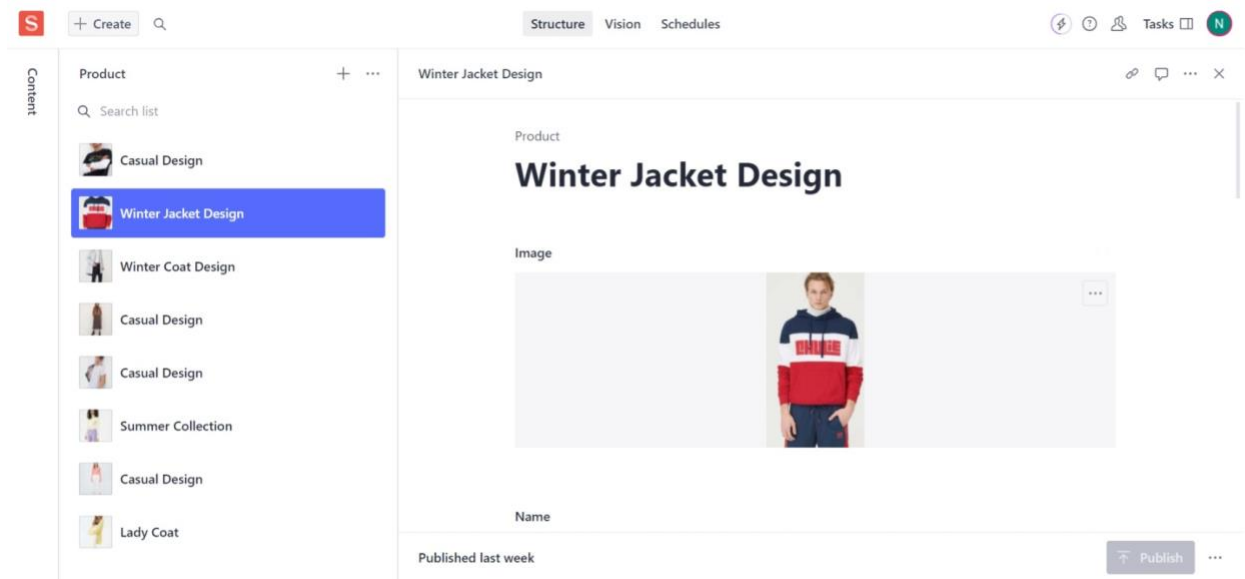 S
Create
Structure
Vision
Schedules
Tasks
N
Content
Product
Search list
Casual Design
Winter Jacket Design
Winter Coat Design
Casual Design
Casual Design
Summer Collection
Casual Design
Lady Coat
Winter Jacket Design
Product
Winter Jacket Design
Image
Name
Published last week
Publish